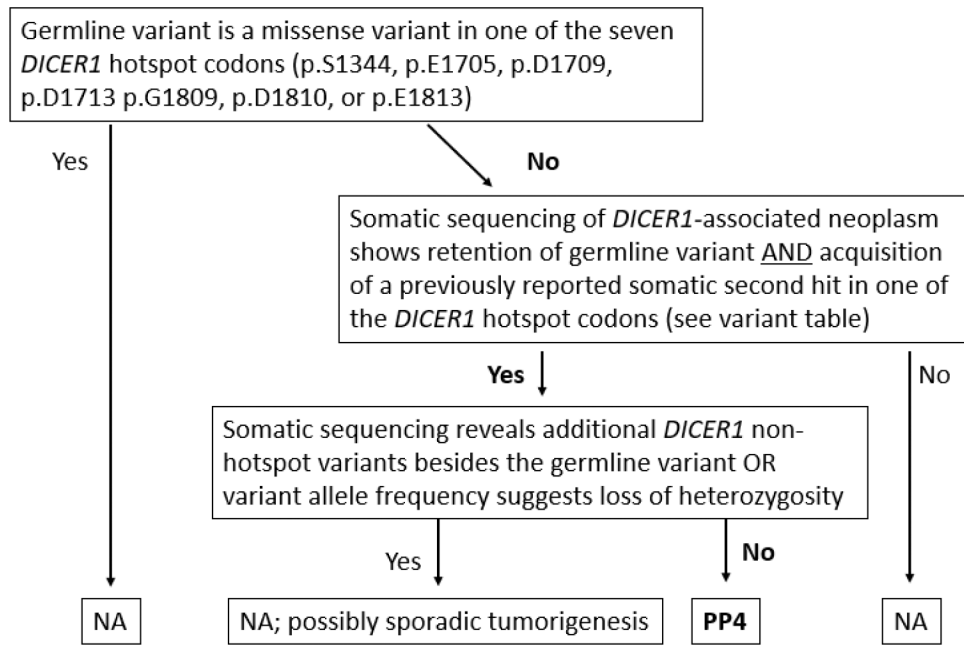 Germline variant is a missense variant in one of the seven
DICER1 hotspot codons (p.S1344, p.E1705, p.D1709,
p.D1713 p.G1809, p.D1810, or p.E1813)
Yes
No
Somatic sequencing of DICER1-associated neoplasm
shows retention of germline variant AND acquisition
of a previously reported somatic second hit in one of
the DICER1 hotspot codons (see variant table)
Yes
No
Somatic sequencing reveals additional DICER1 non-
hotspot variants besides the germline variant OR
variant allele frequency suggests loss of heterozygosity
Yes
No
NA
NA; possibly sporadic tumorigenesis
PP4
NA